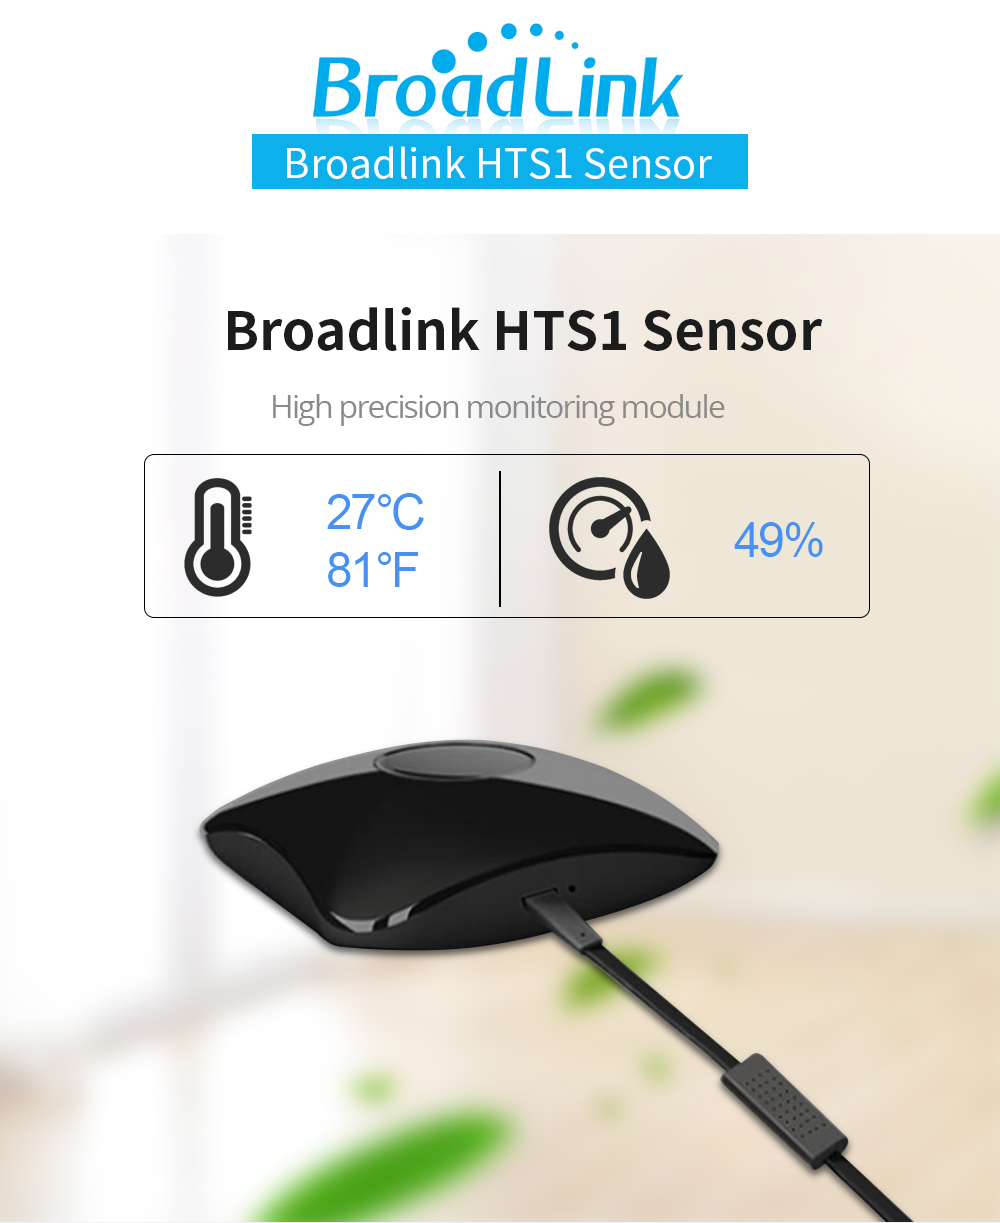 BroadLink
Broadlink HTS1 Sensor
Broadlink HTS1 Sensor
High precision monitoring module
27℃
81℉
49%